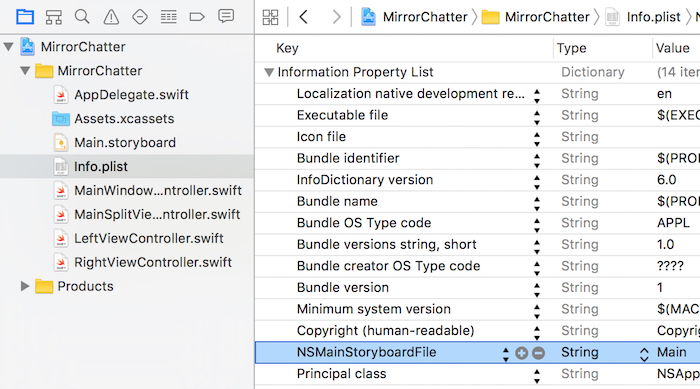 MirrorChatter
MirrorChatter
AppDelegate.swift
Assets.xcassets
Main.storyboard
Info.plist
MainWindow...ntroller.swift
MainSplitVie...ntroller.swift
LeftViewController.swift
RightViewController.swift
Products
MirrorChatter MirrorChatter Info.plist
Key Type Value
Information Property List Dictionary (14 iter
Localization native development re... String en
Executable file String $(EXEC
Icon file String
Bundle identifier String $(PROI
InfoDictionary version String 6.0
Bundle name String $(PROI
Bundle OS Type code String APPL
Bundle versions string, short String 1.0
Bundle creator OS Type code String ????
Bundle version String 1
Minimum system version String $(MAC
Copyright (human-readable) String Copyri
NSMainStoryboardFile String Main
Principal class String NSApp